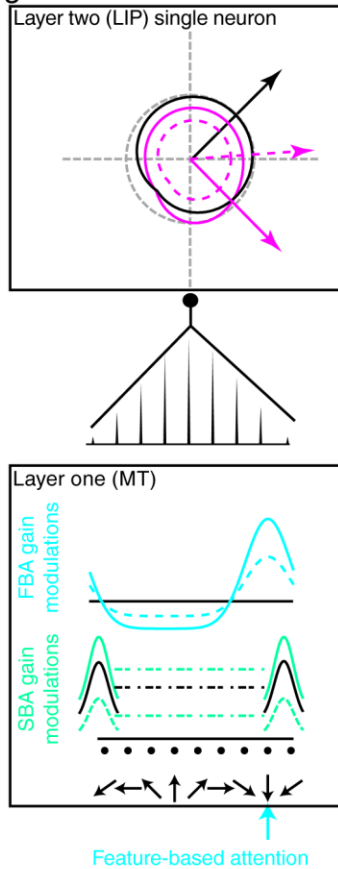 Layer two (LIP) single neuron
Layer one (MT)
FBA gain
modulations
SBA gain
modulations
Feature-based attention